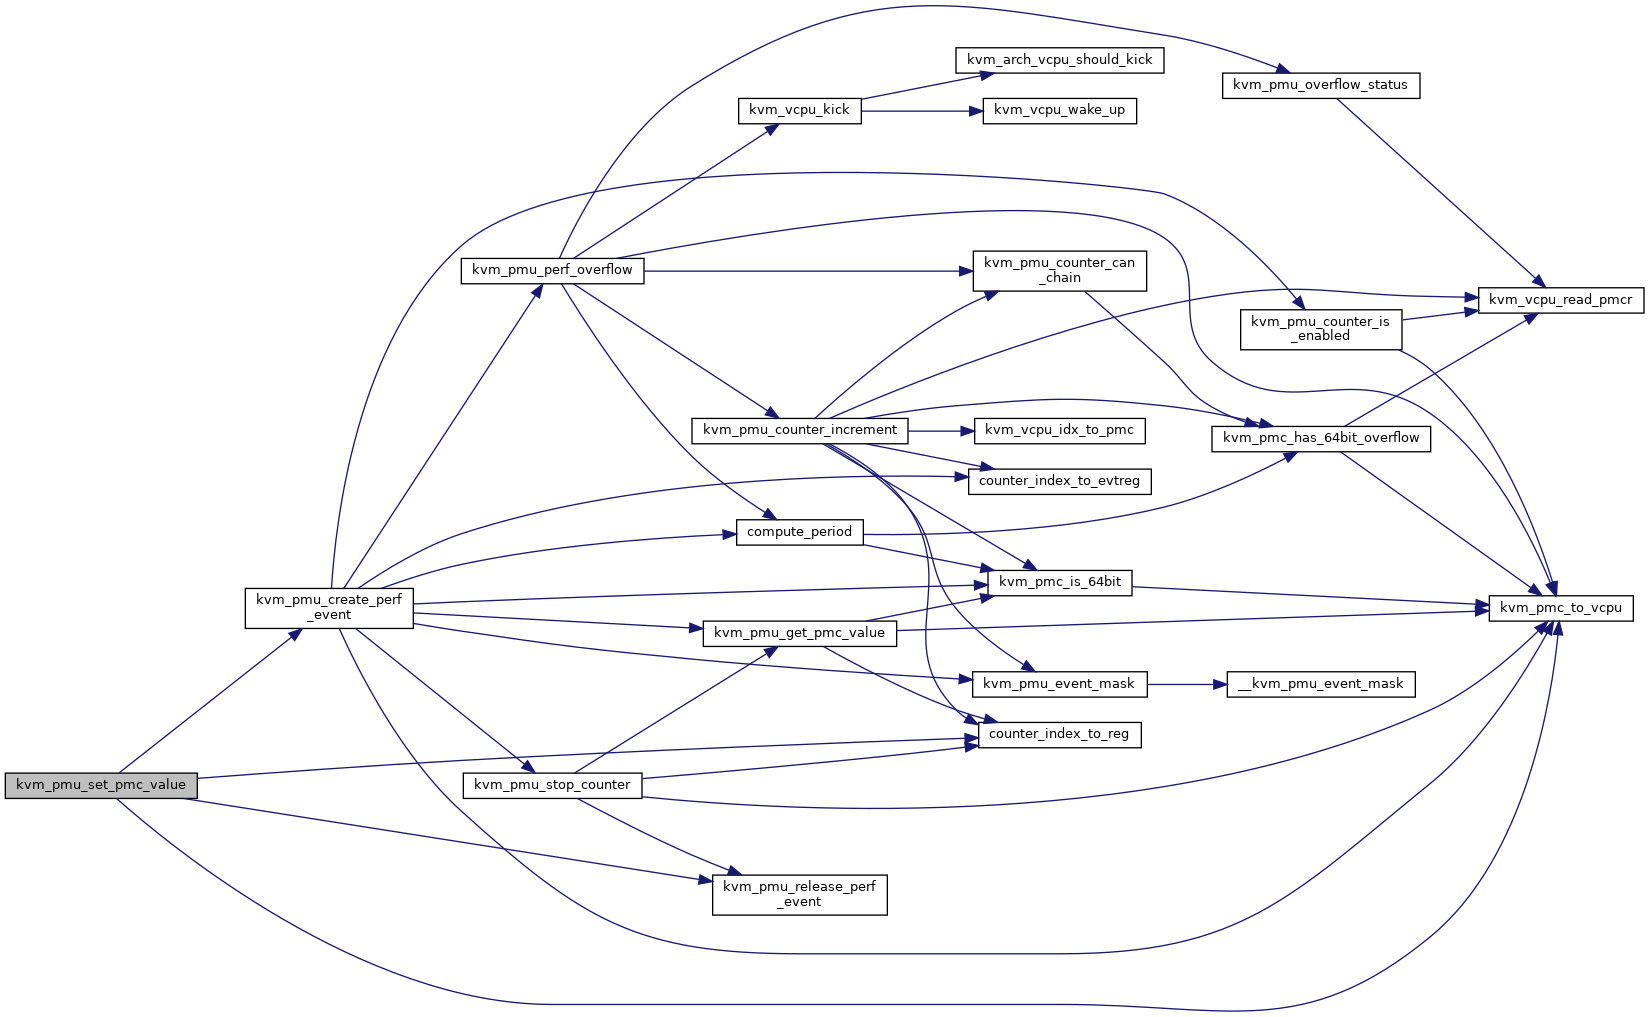 kvm_arch_vcpu_should_kick
kvm_pmu_overflow_status
kvm_vcpu_kick
kvm_vcpu_wake_up
kvm_pmu_perf_overflow
kvm_pmu_counter_can
_chain
kvm_vcpu_read_pmcr
kvm_pmu_counter_is
_enabled
kvm_pmu_counter_increment
kvm_vcpu_idx_to_pmc
kvm_pmc_has_64bit_overflow
counter_index_to_evtreg
compute_period
kvm_pmc_is_64bit
kvm_pmu_create_perf
_event
kvm_pmc_to_vcpu
kvm_pmu_get_pmc_value
kvm_pmu_event_mask
__kvm_pmu_event_mask
counter_index_to_reg
kvm_pmu_set_pmc_value
kvm_pmu_stop_counter
kvm_pmu_release_perf
_event